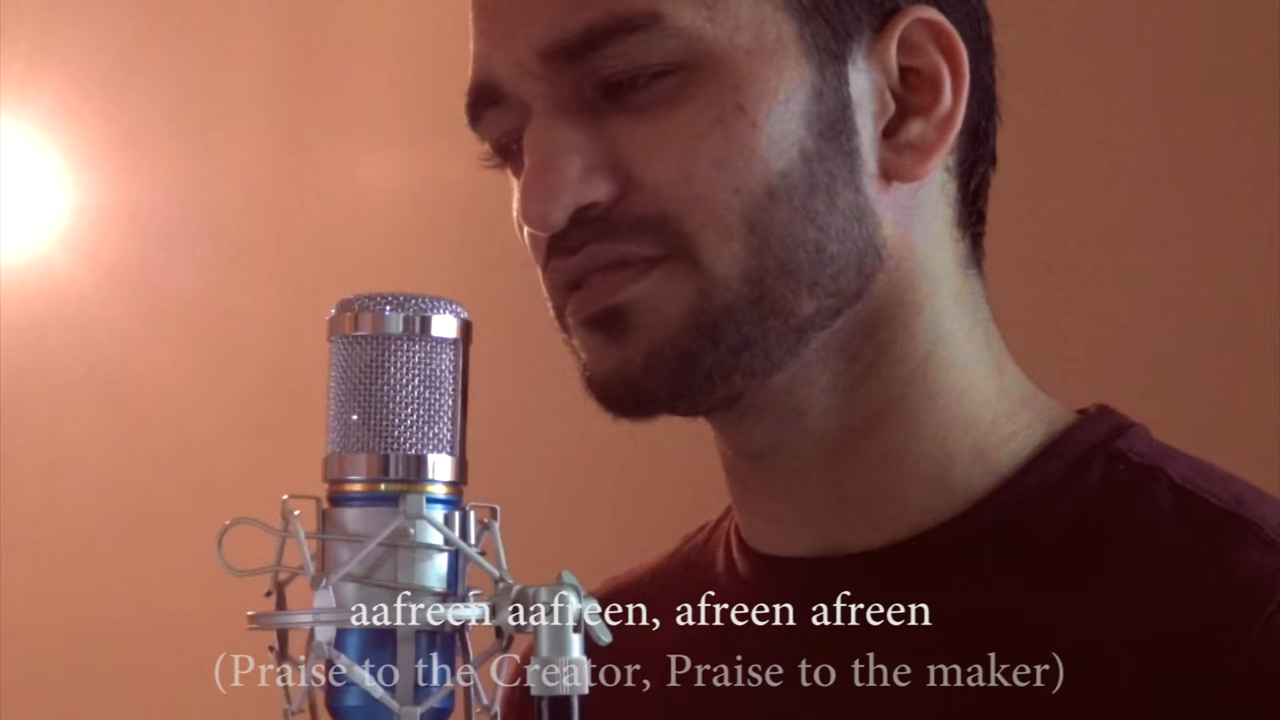 aafreen aafreen, afreen afreen
(Praise to the Creator, Praise to the maker)